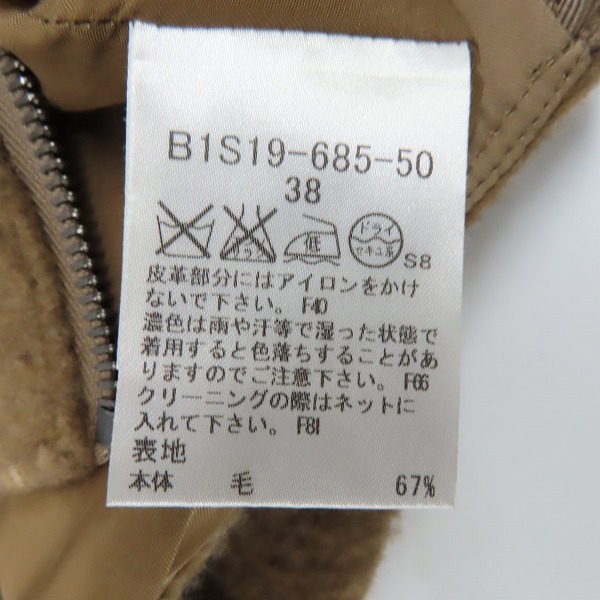 B1S19-685-50
38
低 ドライ
セキユ系
S8
皮革部分にはアイロンをかけ
ないで下さい。F40
濃色は雨や汗等で湿った状態で
着用すると色落ちすることがあ
りますのでご注意下さい。F66
クリーニングの際はネットに
入れて下さい。F81
表地
本体 毛 67%